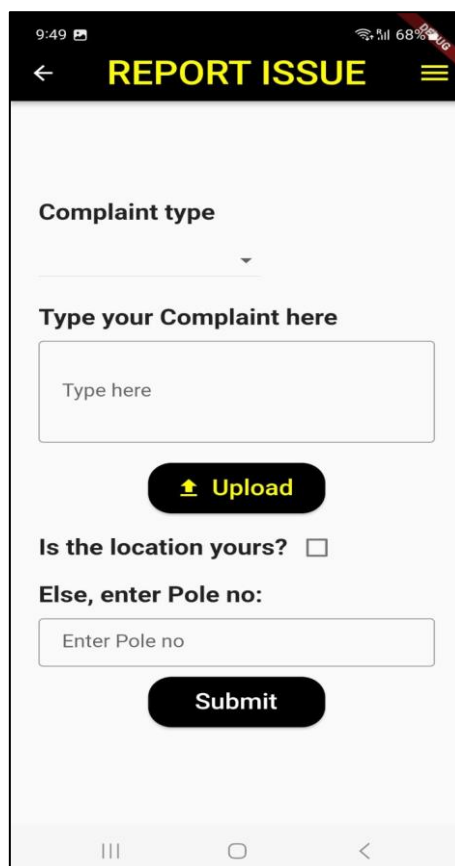 9:49 68%
DEBUG
REPORT ISSUE
Complaint type
Type your Complaint here
Type here
Upload
Is the location yours?
Else, enter Pole no:
Enter Pole no
Submit